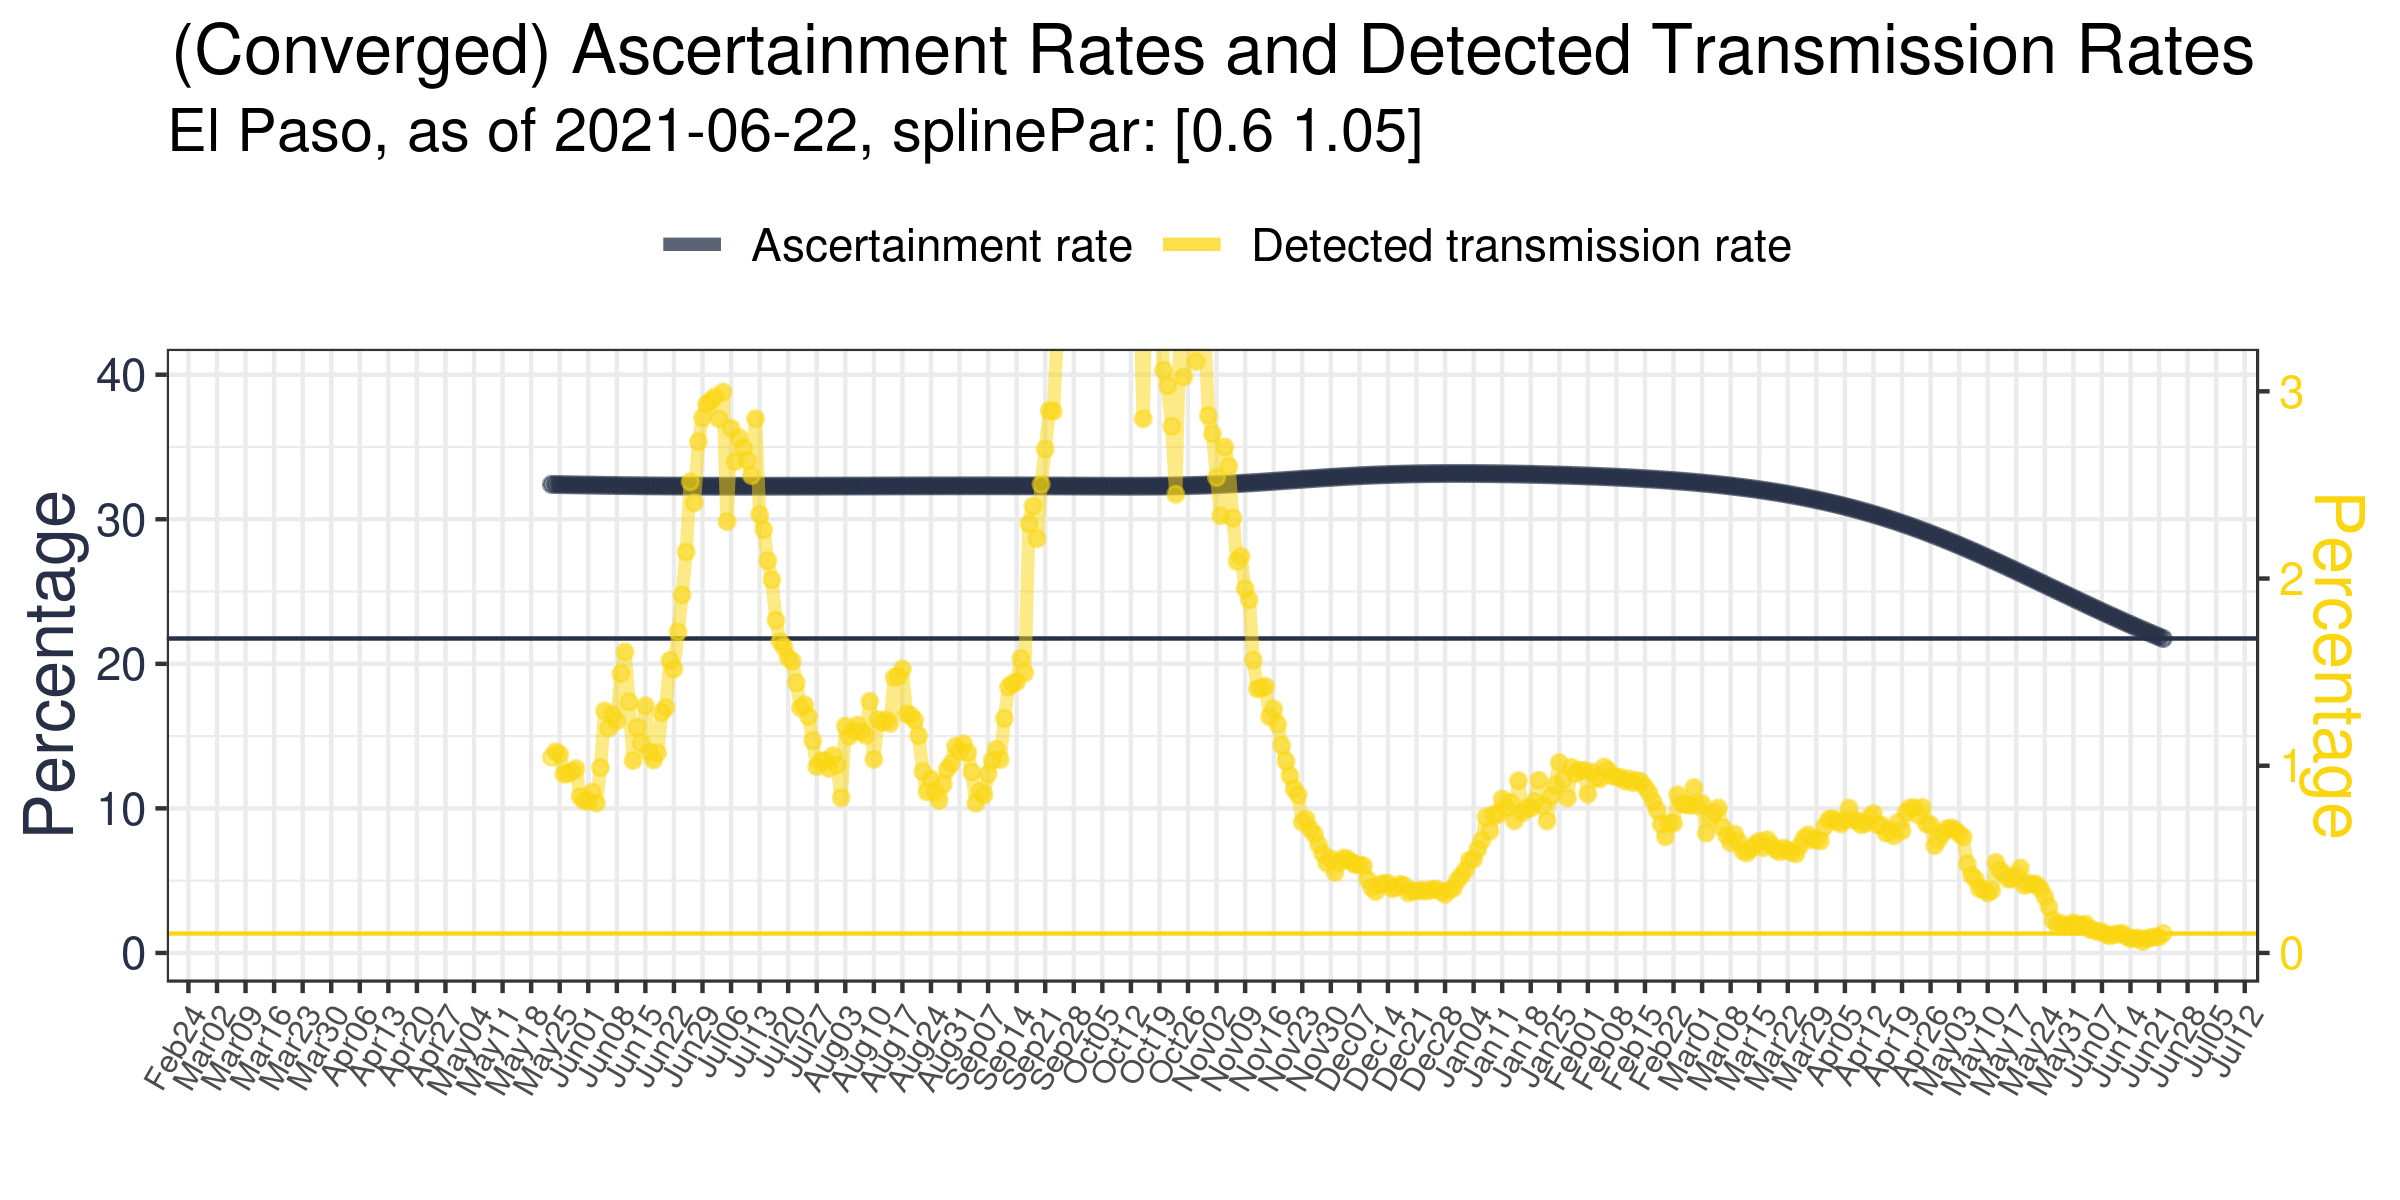 (Converged) Ascertainment Rates and Detected Transmission Rates
El Paso, as of 2021-06-22, splinePar: [0.6 1.05]
Ascertainment rate
Detected transmission rate
Percentage
40
30
20
10
0
3
2
1
0
Percentage
Feb24
Mar02
Mar09
Mar16
Mar23
Mar30
Apr06
Apr13
Apr20
Apr27
May04
May11
May18
May25
Jun01
Jun08
Jun15
Jun22
Jun29
Jul06
Jul13
Jul20
Jul27
Aug03
Aug10
Aug17
Aug24
Aug31
Sep07
Sep14
Sep21
Sep28
Oct05
Oct12
Oct19
Oct26
Nov02
Nov09
Nov16
Nov23
Nov30
Dec07
Dec14
Dec21
Dec28
Jan04
Jan11
Jan18
Jan25
Feb01
Feb08
Feb15
Feb22
Mar01
Mar08
Mar15
Mar22
Mar29
Apr05
Apr12
Apr19
Apr26
May03
May10
May17
May24
May31
Jun07
Jun14
Jun21
Jun28
Jul05
Jul12